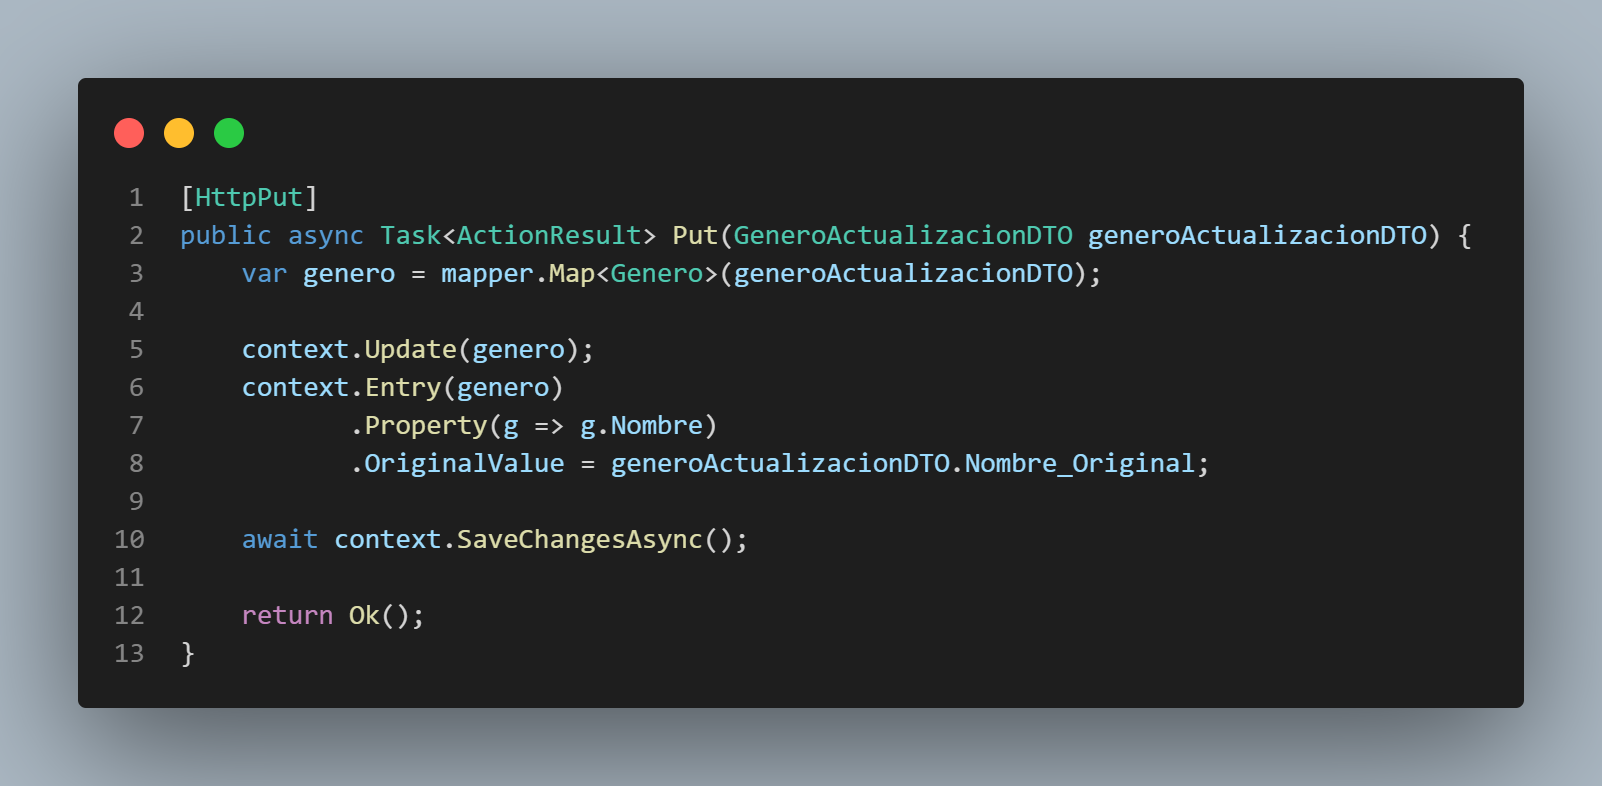 1 [HttpPut]
2 public async Task<ActionResult> Put(GeneroActualizacionDTO generoActualizacionDTO) {
3     var genero = mapper.Map<Genero>(generoActualizacionDTO);
4
5     context.Update(genero);
6     context.Entry(genero)
7            .Property(g => g.Nombre)
8            .OriginalValue = generoActualizacionDTO.Nombre_Original;
9
10     await context.SaveChangesAsync();
11
12     return Ok();
13 }